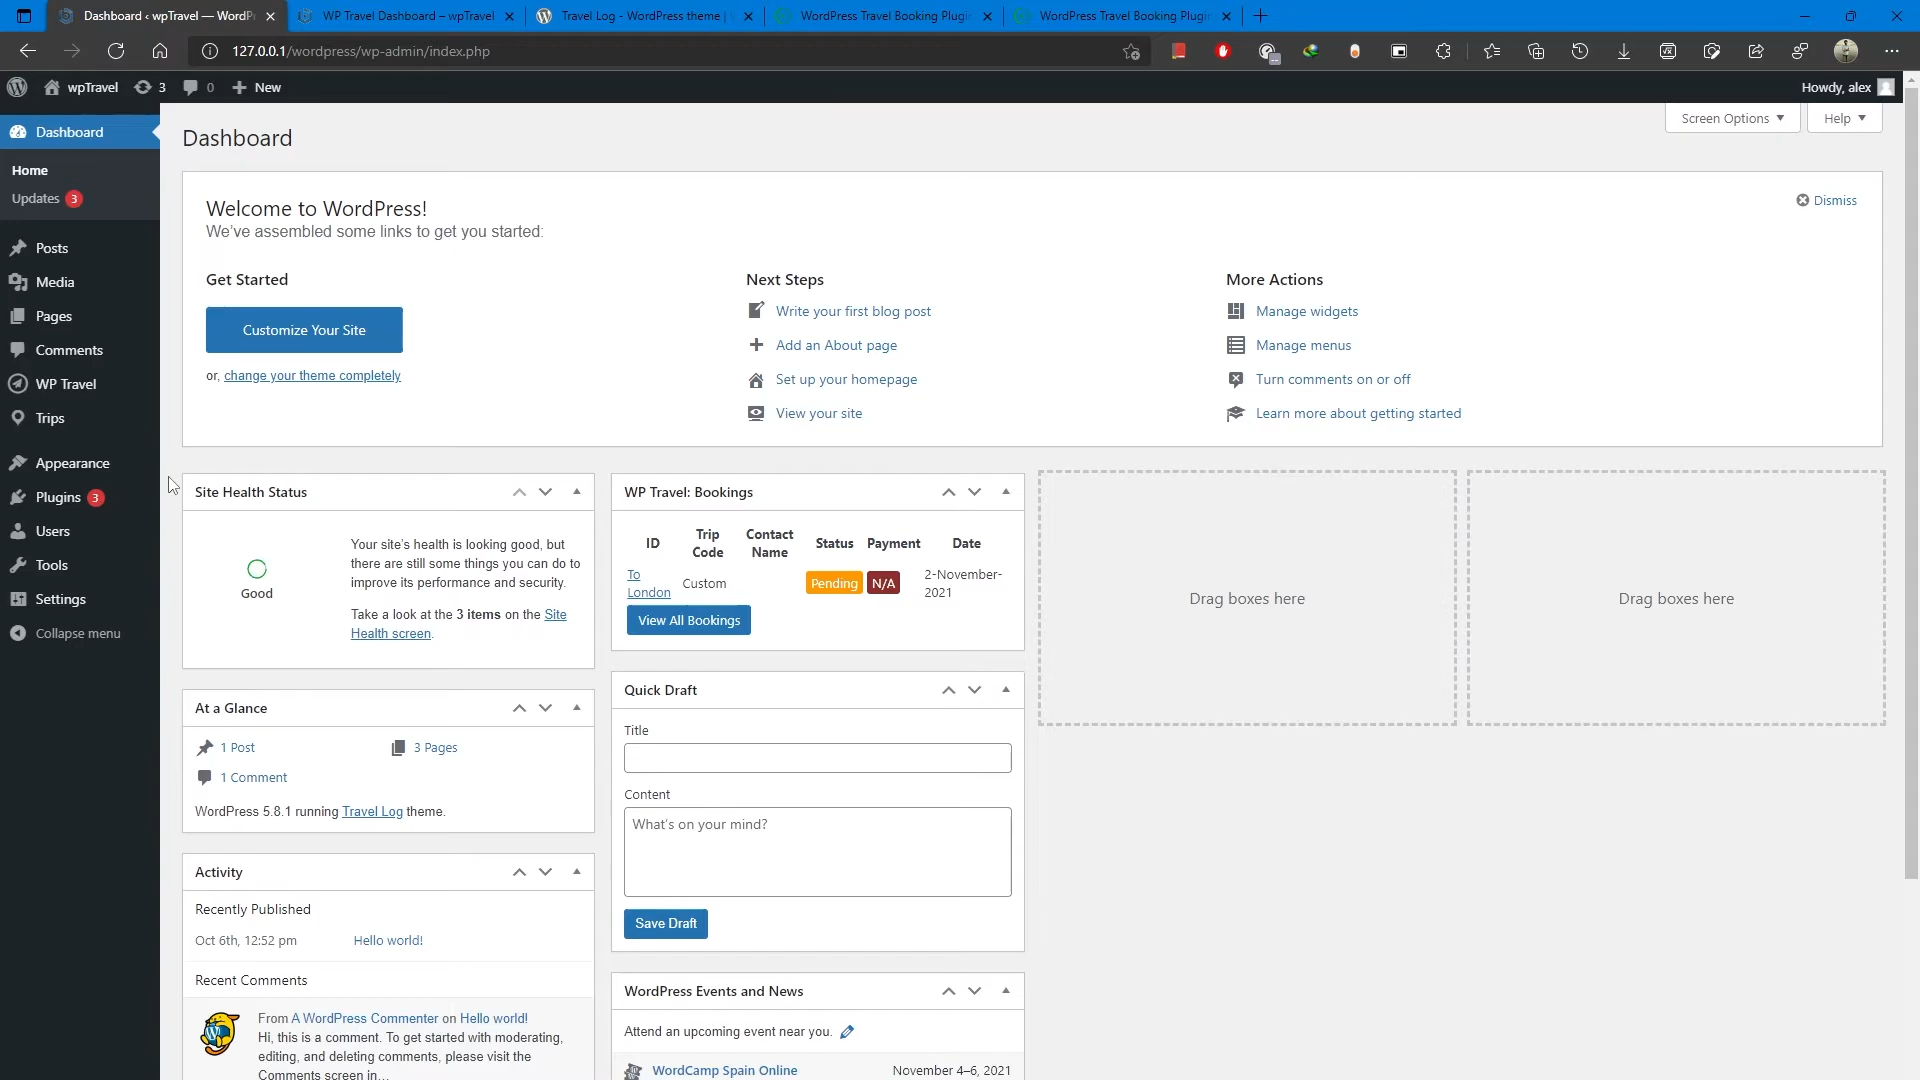 Dashboard ‹ wpTravel — WordP
WP Travel Dashboard – wpTravel
Travel Log - WordPress theme |
WordPress Travel Booking Plugin
WordPress Travel Booking Plugin
127.0.0.1/wordpress/wp-admin/index.php
wpTravel
3
0
New
Howdy, alex
Dashboard
Home
Updates 3
Posts
Media
Pages
Comments
WP Travel
Trips
Appearance
Plugins 3
Users
Tools
Settings
Collapse menu
Screen Options
Help
Dashboard
Welcome to WordPress!
We've assembled some links to get you started:
Dismiss
Get Started
Customize Your Site
or, change your theme completely
Next Steps
Write your first blog post
Add an About page
Set up your homepage
View your site
More Actions
Manage widgets
Manage menus
Turn comments on or off
Learn more about getting started
Site Health Status
Good
Your site's health is looking good, but
there are still some things you can do to
improve its performance and security.
Take a look at the 3 items on the Site
Health screen.
At a Glance
1 Post
3 Pages
1 Comment
WordPress 5.8.1 running Travel Log theme.
Activity
Recently Published
Oct 6th, 12:52 pm
Hello world!
Recent Comments
From A WordPress Commenter on Hello world!
Hi, this is a comment. To get started with moderating,
editing, and deleting comments, please visit the
Comments screen in…
WP Travel: Bookings
ID
Trip
Code
Contact
Name
Status
Payment
Date
To
London
Custom
Pending
N/A
2-November-
2021
View All Bookings
Quick Draft
Title
Content
What's on your mind?
Save Draft
WordPress Events and News
Attend an upcoming event near you.
WordCamp Spain Online
November 4–6, 2021
Drag boxes here
Drag boxes here